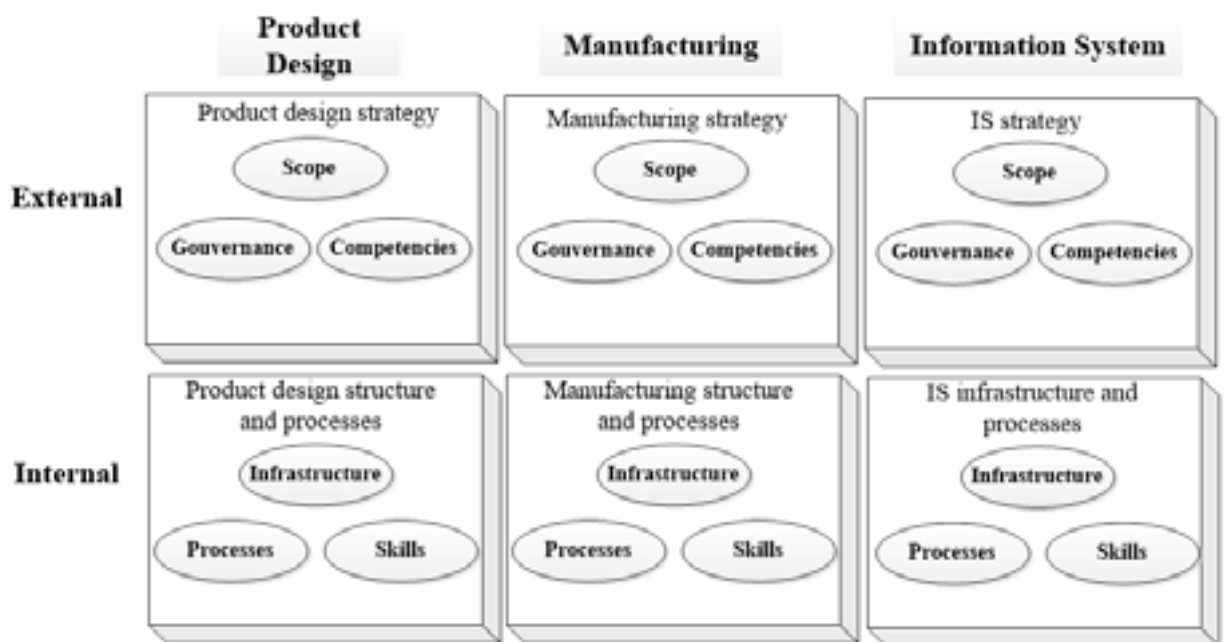 Product
Design
Manufacturing
Information System
External
Product design strategy
Scope
Gouvernance
Competencies
Manufacturing strategy
Scope
Gouvernance
Competencies
IS strategy
Scope
Gouvernance
Competencies
Internal
Product design structure
and processes
Infrastructure
Processes
Skills
Manufacturing structure
and processes
Infrastructure
Processes
Skills
IS infrastructure and
processes
Infrastructure
Processes
Skills